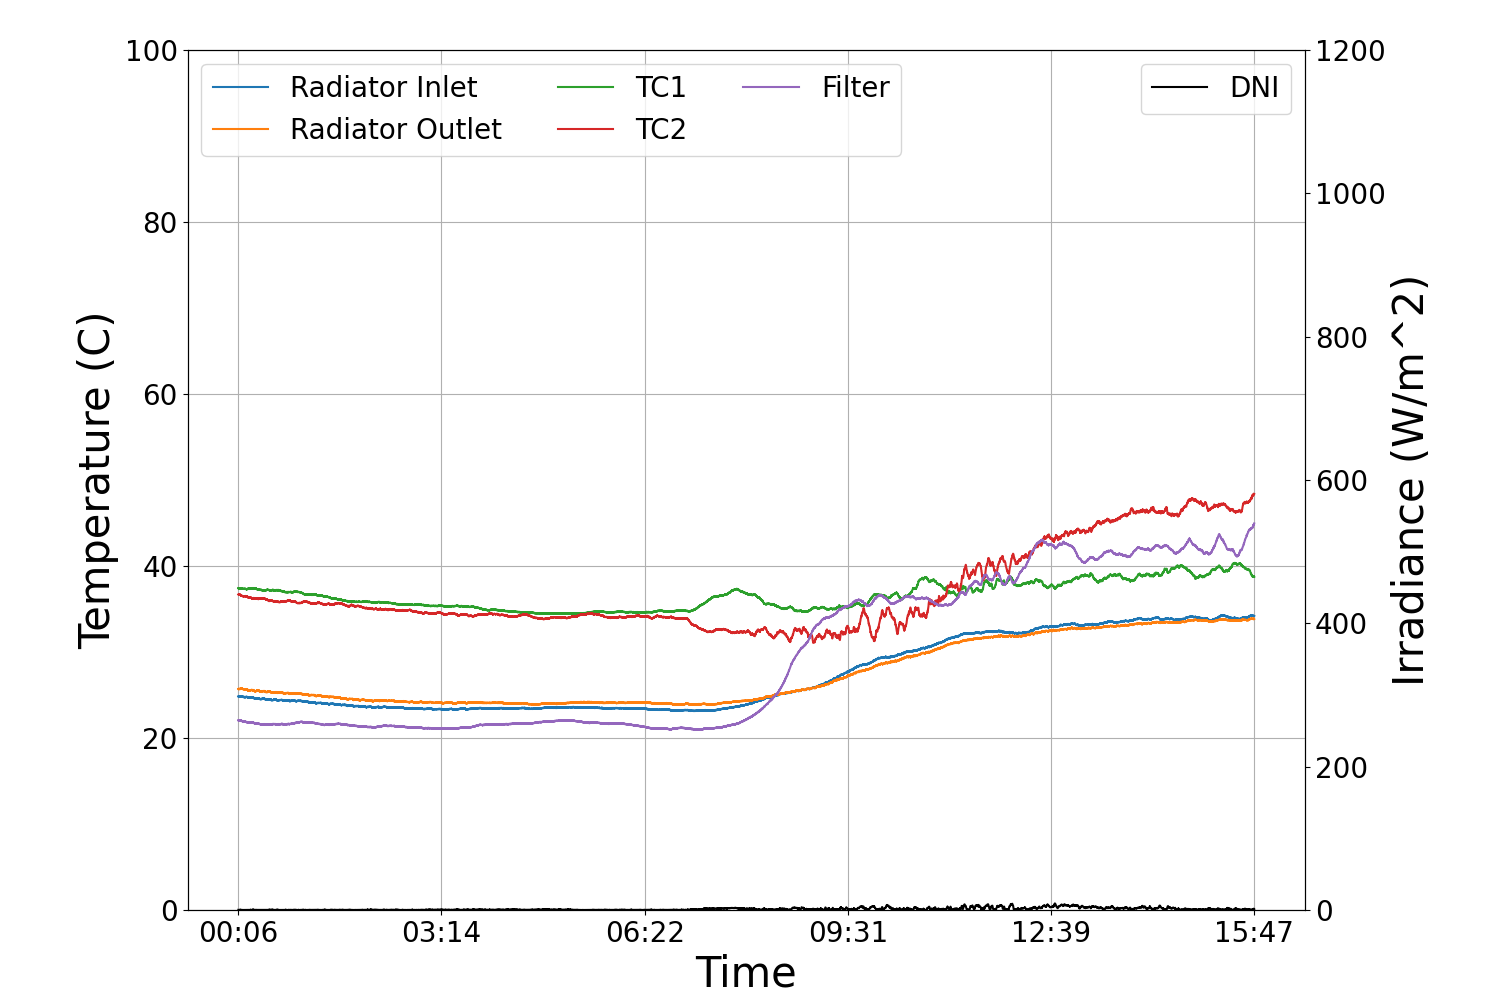 Radiator Inlet
Radiator Outlet
TC1
TC2
Filter
DNI
Temperature (C)
100
80
60
40
20
0
1200
1000
800
600
400
200
0
Irradiance (W/m^2)
00:06 03:14 06:22 09:31 12:39 15:47
Time